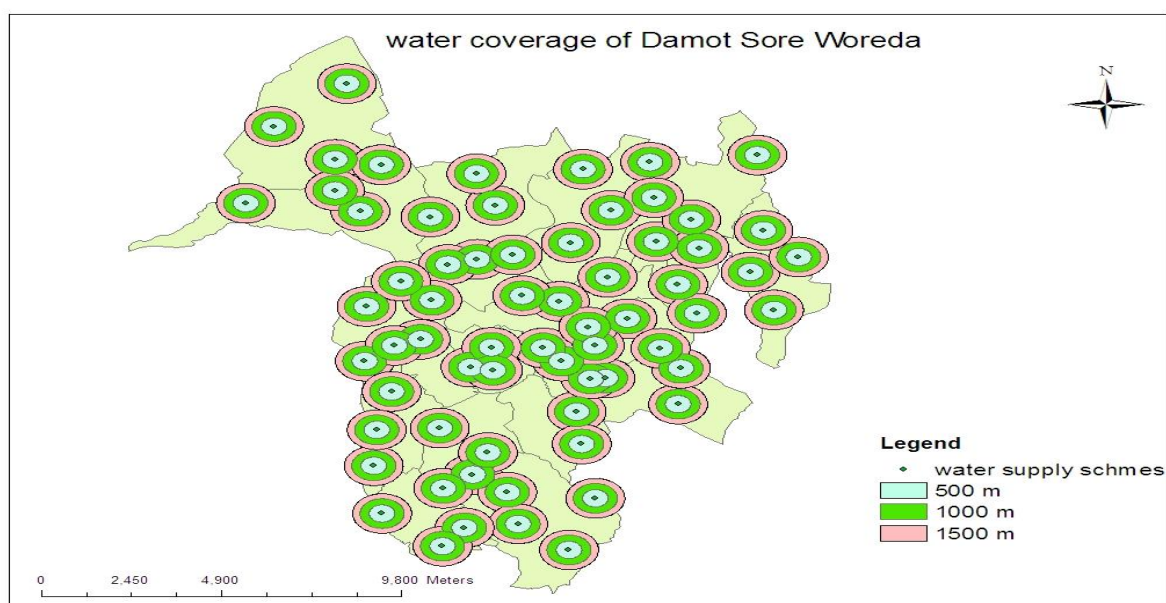 water coverage of Damot Sore Woreda
N
Legend
water supply schmes
500 m
1000 m
1500 m
0 2,450 4,900 9,800 Meters